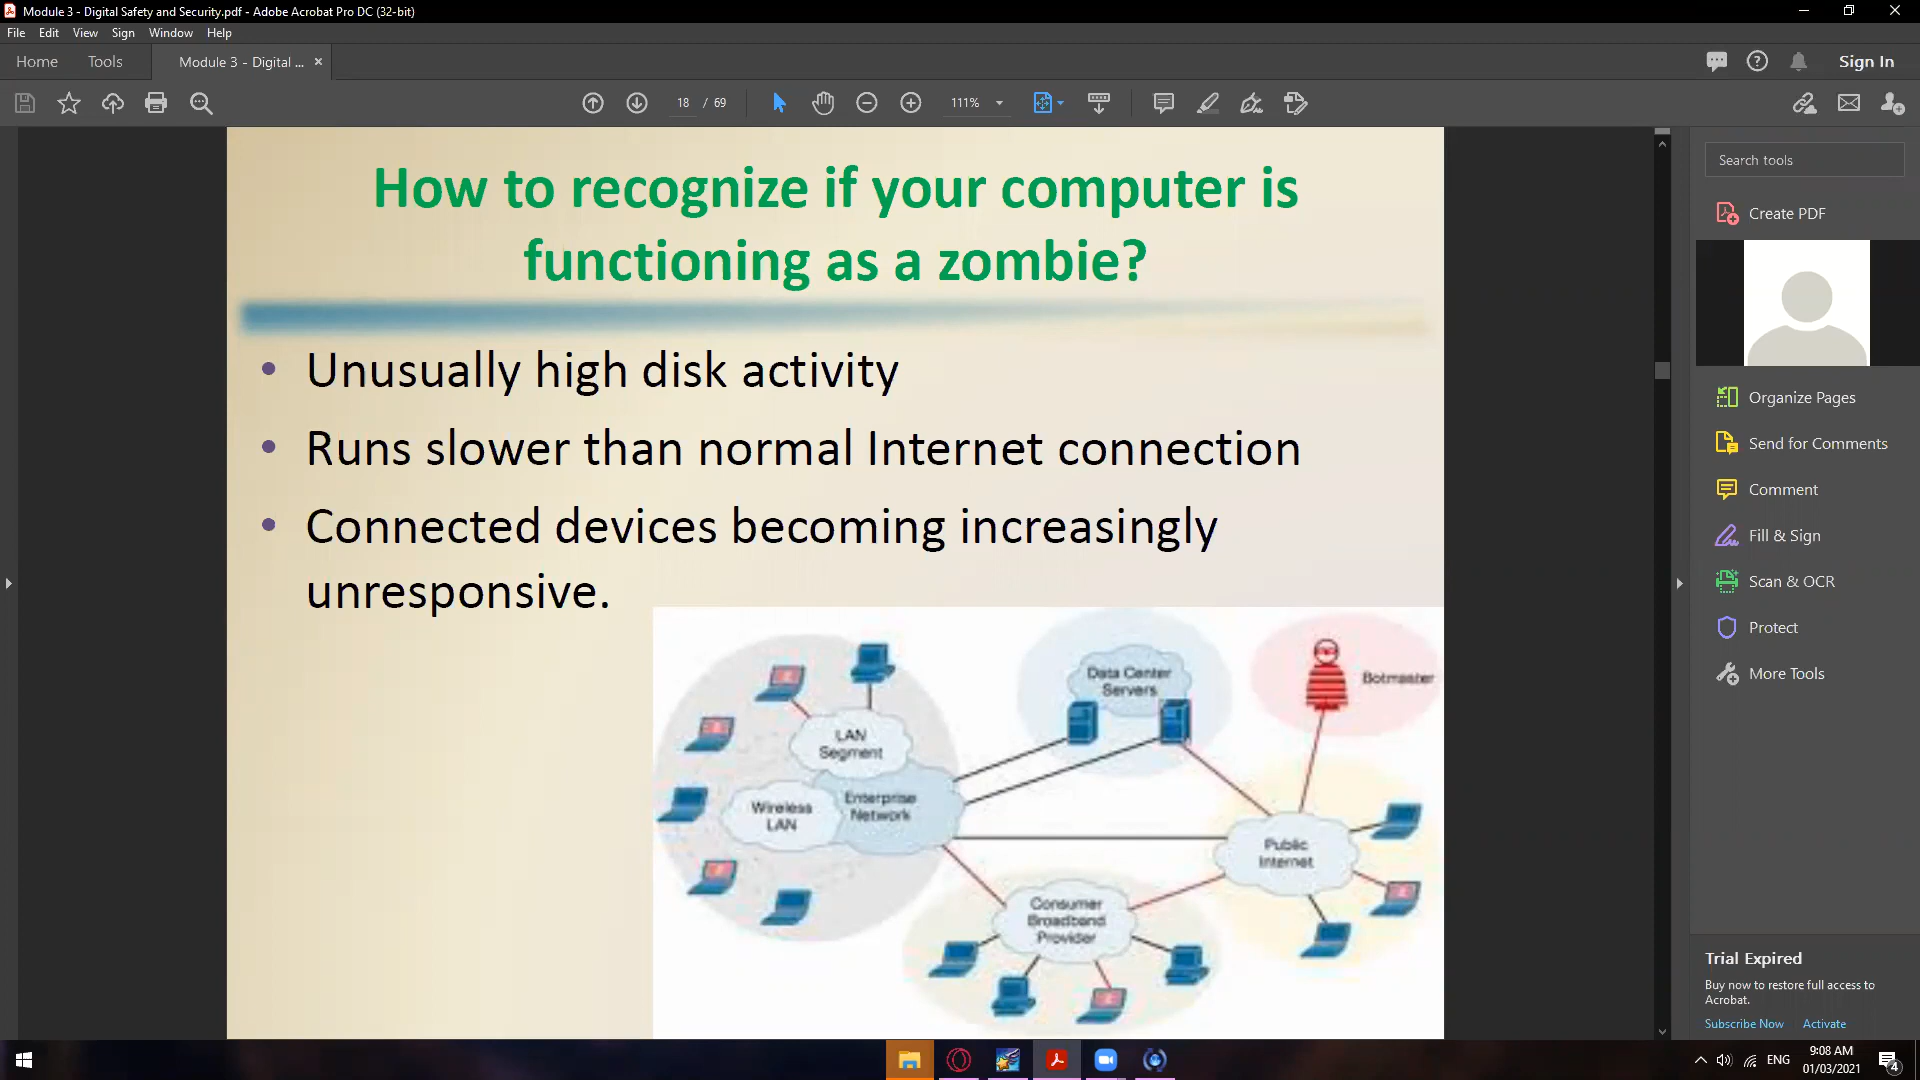 Module 3 - Digital Safety and Security.pdf - Adobe Acrobat Pro DC (32-bit)
File Edit View Sign Window Help
Home Tools Module 3 - Digital ... Sign In
18 / 69 111%
How to recognize if your computer is
functioning as a zombie?
• Unusually high disk activity
• Runs slower than normal Internet connection
• Connected devices becoming increasingly
unresponsive.
Data Center
Servers
Botmaster
LAN
Segment
Wireless
LAN
Enterprise
Network
Public
Internet
Consumer
Broadband
Provider
Search tools
Create PDF
Organize Pages
Send for Comments
Comment
Fill & Sign
Scan & OCR
Protect
More Tools
Trial Expired
Buy now to restore full access to
Acrobat.
Subscribe Now Activate
ENG
9:08 AM
01/03/2021
4